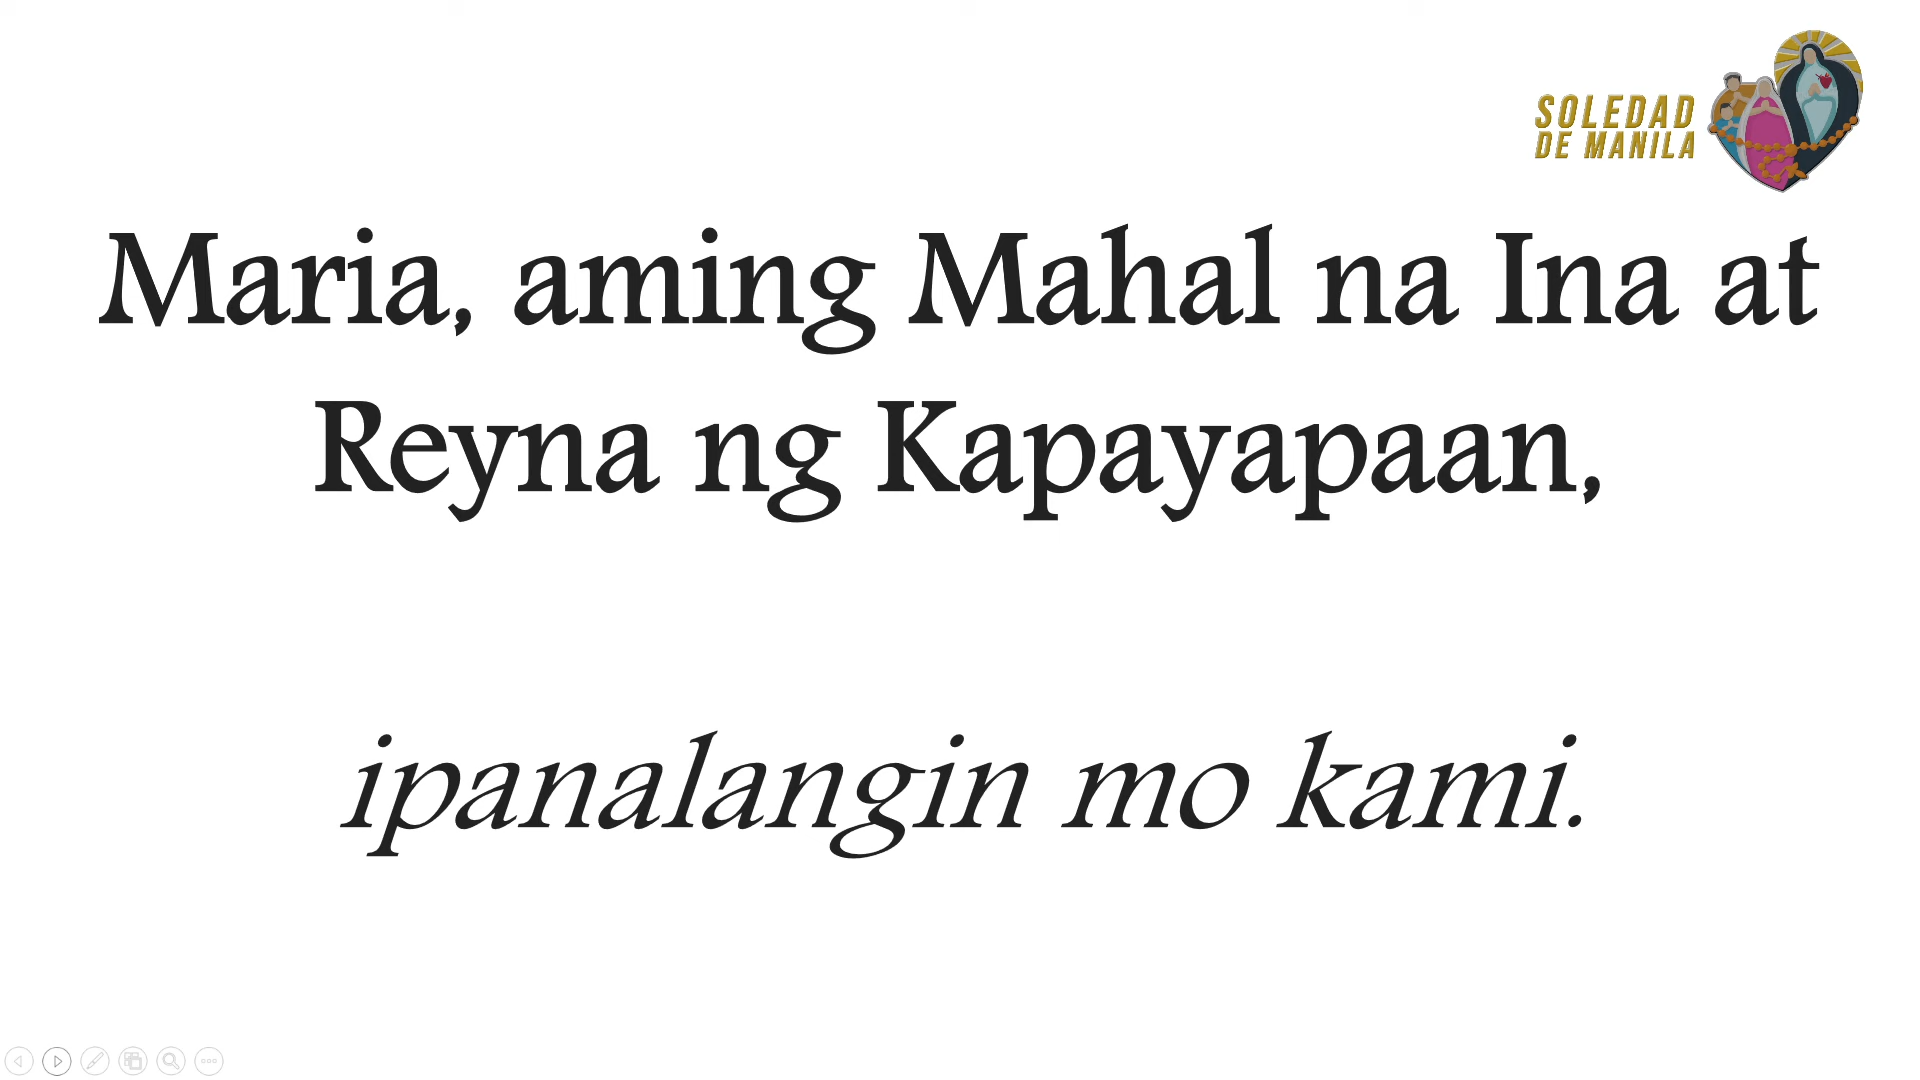 SOLEDAD
DE MANILA
Maria, aming Mahal na Ina at
Reyna ng Kapayapaan,
ipanalangin mo kami.